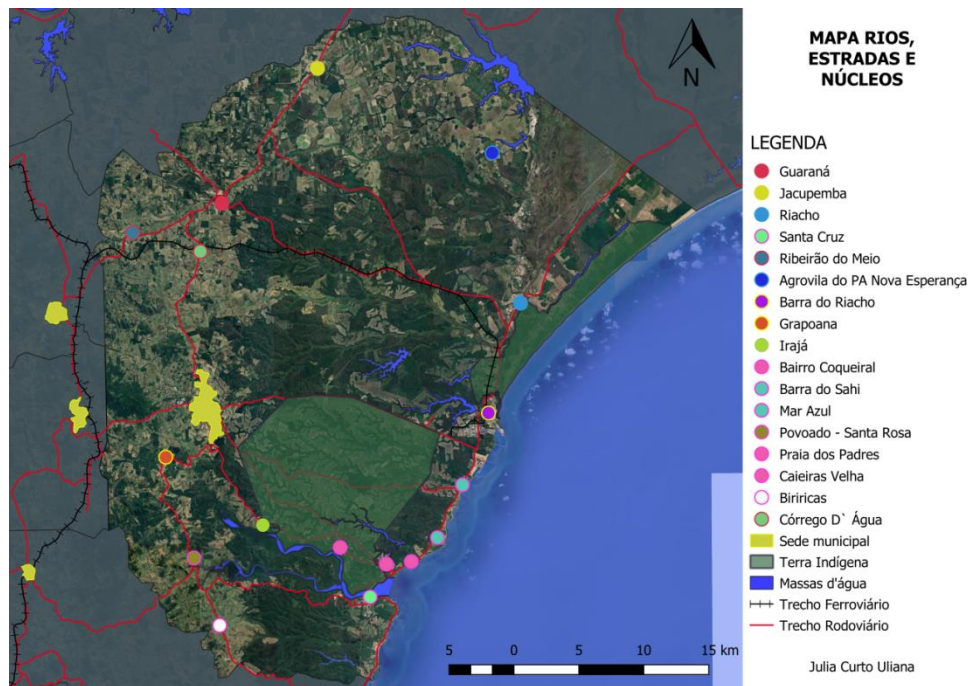 MAPA RIOS,
ESTRADAS E
NÚCLEOS
N
LEGENDA
Guaraná
Jacupemba
Riacho
Santa Cruz
Ribeirão do Meio
Agrovila do PA Nova Esperança
Barra do Riacho
Grapoana
Irajá
Bairro Coqueiral
Barra do Sahi
Mar Azul
Povoado - Santa Rosa
Praia dos Padres
Caieiras Velha
Biriricas
Córrego D` Água
Sede municipal
Terra Indígena
Massas d'água
Trecho Ferroviário
Trecho Rodoviário
5 0 5 10 15 km
Julia Curto Uliana